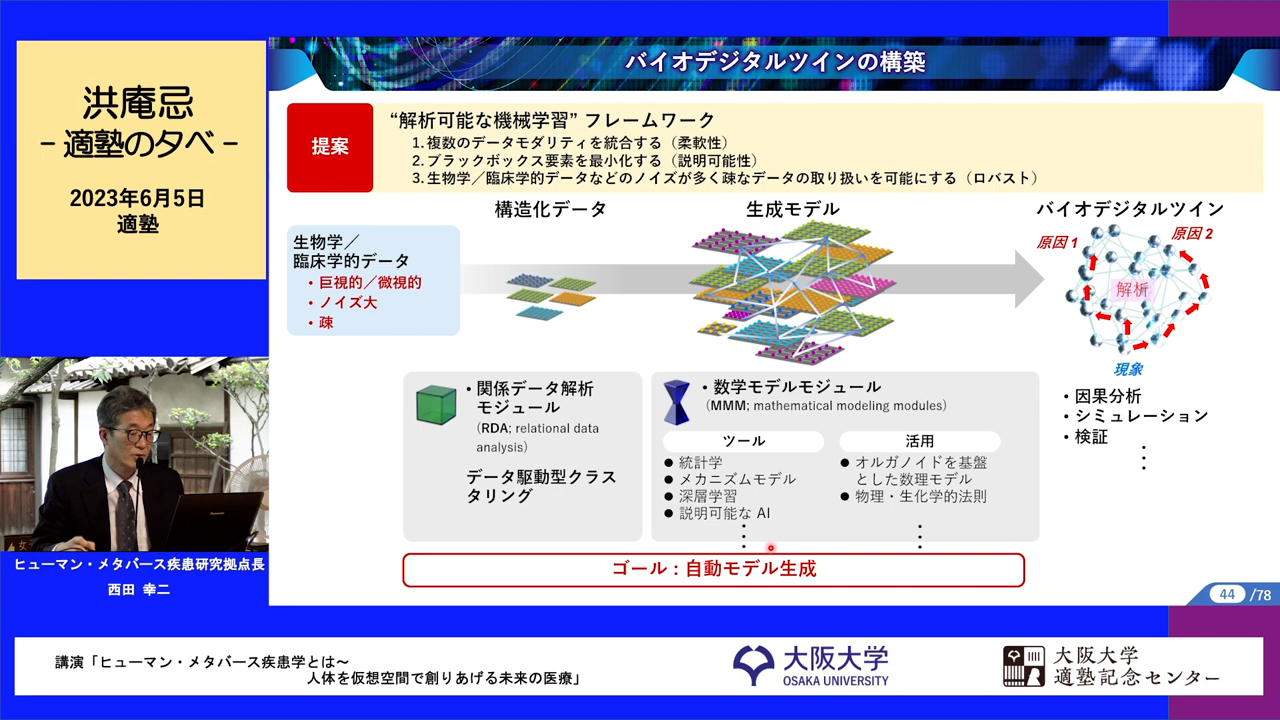 洪庵忌
- 適塾の夕べ -
2023年6月5日
適塾
バイオデジタルツインの構築
提案
“解析可能な機械学習” フレームワーク
1. 複数のデータモダリティを統合する（柔軟性）
2. ブラックボックス要素を最小化する（説明可能性）
3. 生物学／臨床学的データなどのノイズが多く疎なデータの取り扱いを可能にする（ロバスト）
構造化データ
生成モデル
バイオデジタルツイン
生物学／
臨床学的データ
・巨視的／微視的
・ノイズ大
・疎
原因 1
原因 2
解析
現象
・関係データ解析
モジュール
(RDA; relational data
analysis)
データ駆動型クラス
タリング
・数学モデルモジュール
(MMM; mathematical modeling modules)
ツール
● 統計学
● メカニズムモデル
● 深層学習
● 説明可能な AI
活用
● オルガノイドを基盤
とした数理モデル
● 物理・生化学的法則
・因果分析
・シミュレーション
・検証
ゴール : 自動モデル生成
44 /78
Panasonic
ヒューマン・メタバース疾患研究拠点長
西田 幸二
講演「ヒューマン・メタバース疾患学とは～
人体を仮想空間で創りあげる未来の医療」
大阪大学
OSAKA UNIVERSITY
大阪大学
適塾記念センター